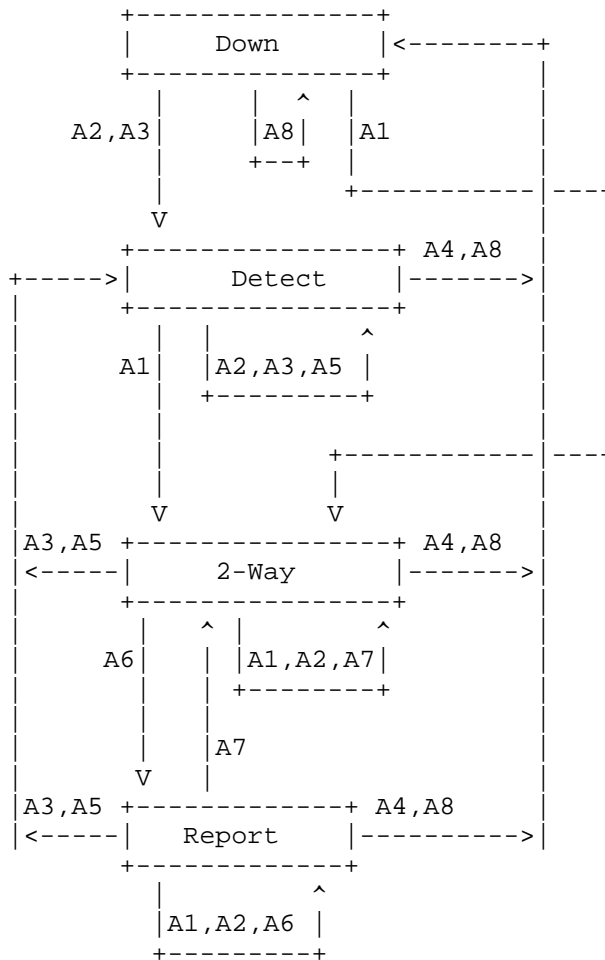 Down
A2,A3 A8 A1
A4,A8
Detect
A1 A2,A3,A5
A3,A5 A4,A8
2-Way
A6 A1,A2,A7
A7
A3,A5 A4,A8
Report
A1,A2,A6